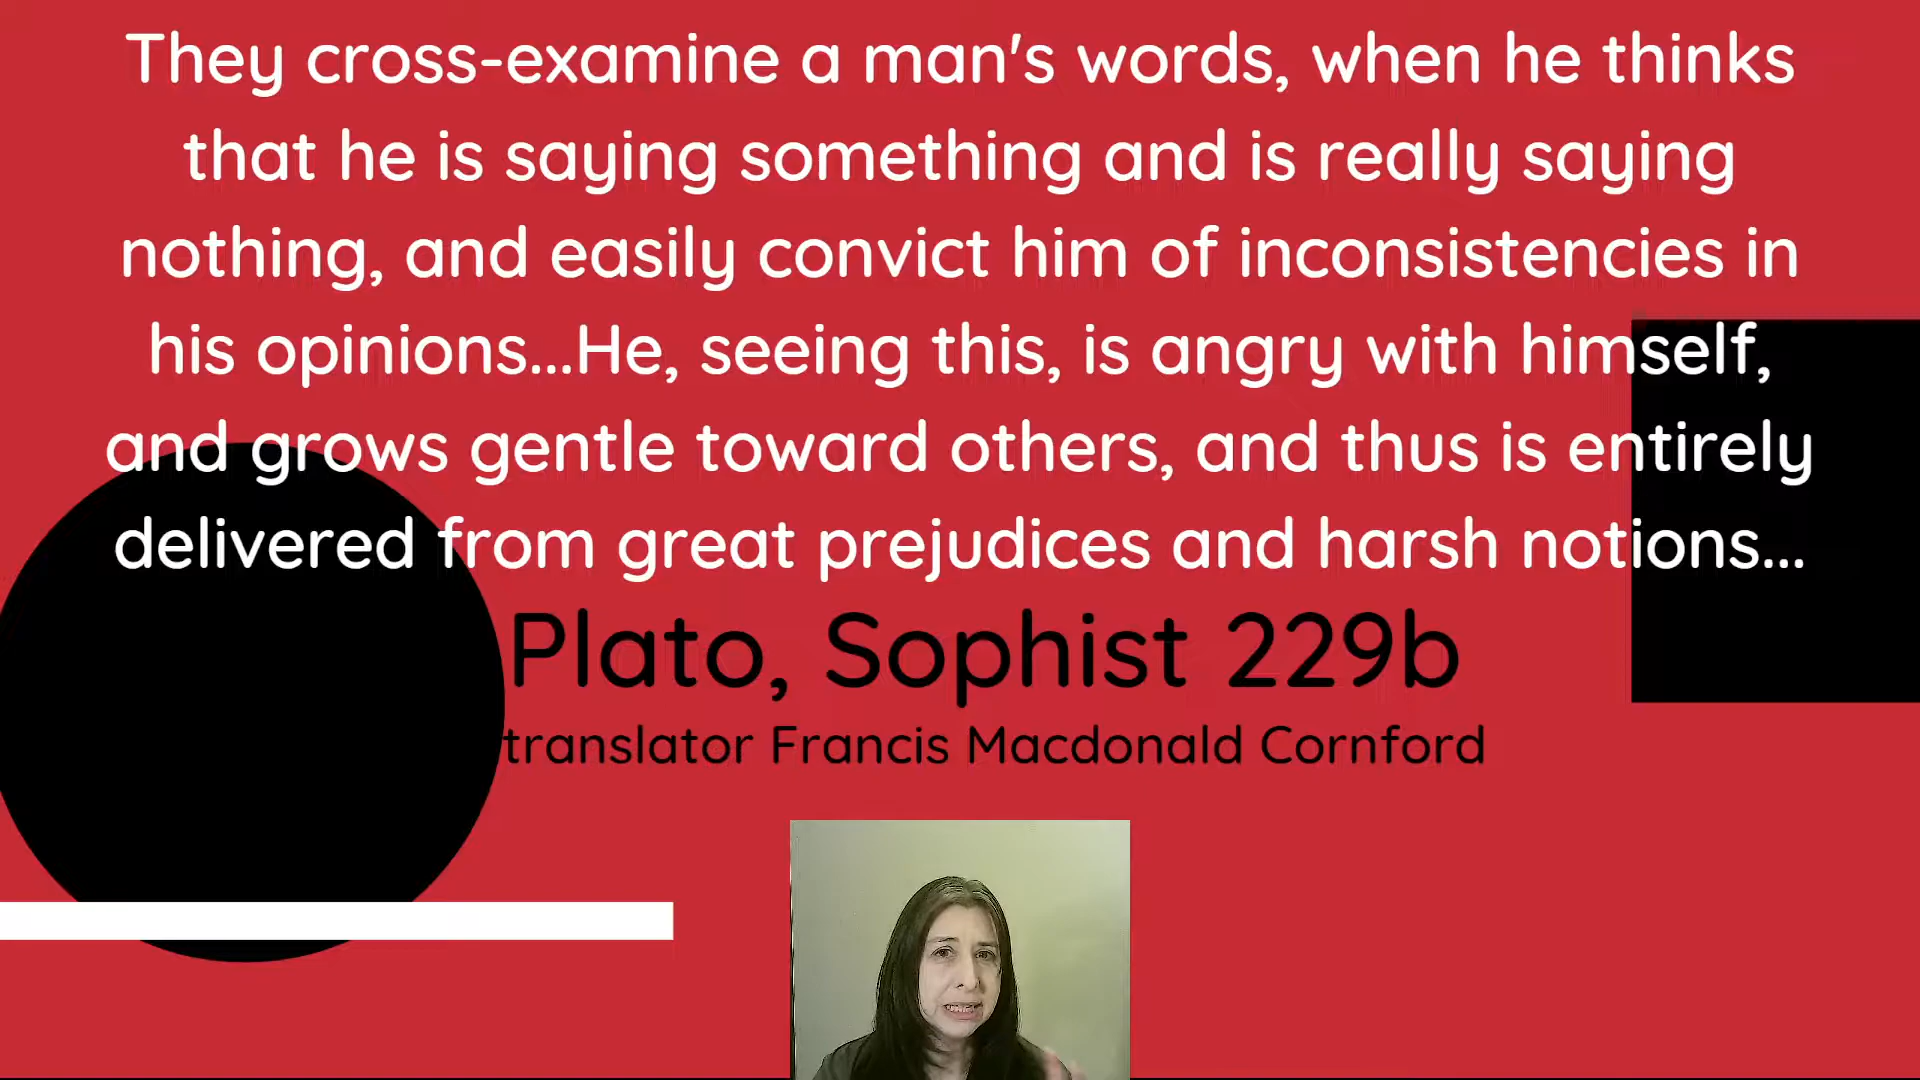 They cross-examine a man's words, when he thinks
that he is saying something and is really saying
nothing, and easily convict him of inconsistencies in
his opinions...He, seeing this, is angry with himself,
and grows gentle toward others, and thus is entirely
delivered from great prejudices and harsh notions...
Plato, Sophist 229b
translator Francis Macdonald Cornford